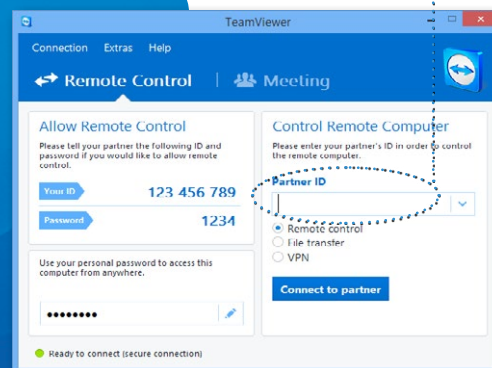 TeamViewer
Connection Extras Help
Remote Control | Meeting
Allow Remote Control
Please tell your partner the following ID and
password if you would like to allow remote
control.
Your ID 123 456 789
Password 1234
Use your personal password to access this
computer from anywhere.
Control Remote Computer
Please enter your partner's ID in order to control
the remote computer.
Partner ID
Remote control
File transfer
VPN
Connect to partner
Ready to connect (secure connection)